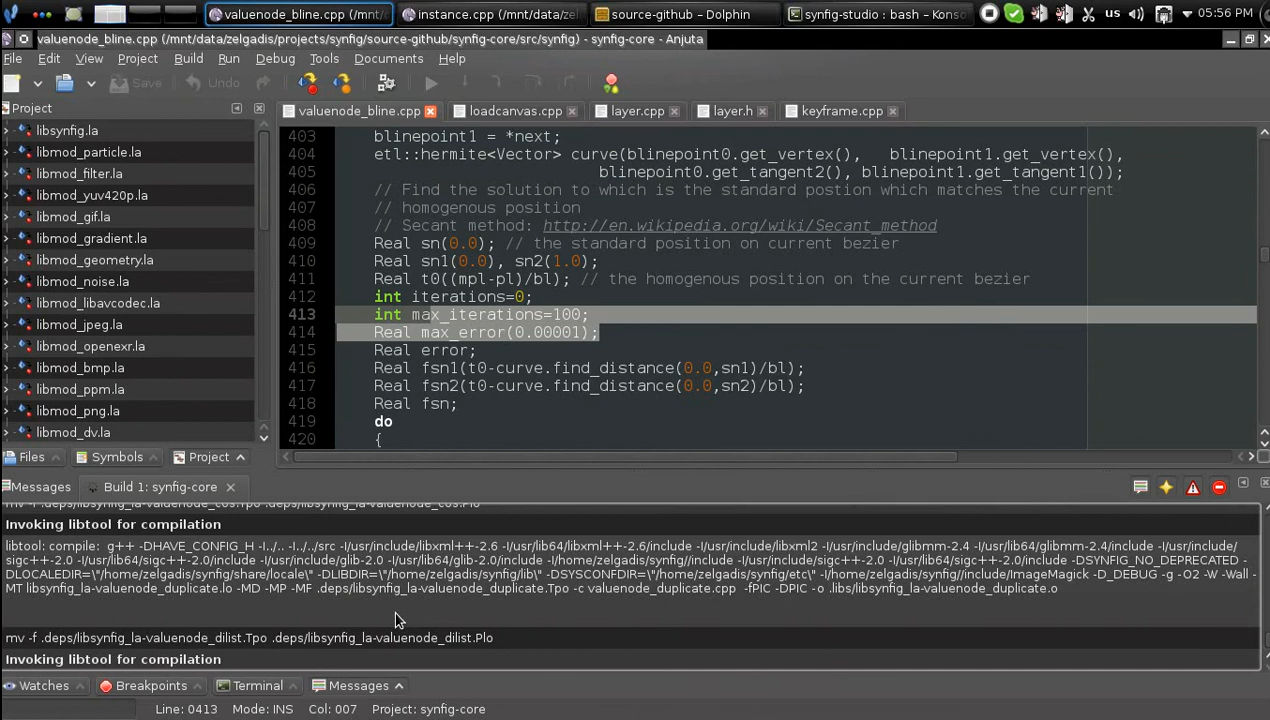 valuenode_bline.cpp (/mnt/ instance.cpp (/mnt/data/zel source-github – Dolphin synfig-studio : bash – Konso us 05:56 PM
valuenode_bline.cpp (/mnt/data/zelgadis/projects/synfig/source-github/synfig-core/src/synfig) - synfig-core - Anjuta
File Edit View Project Build Run Debug Tools Documents Help
Save Undo
Project valuenode_bline.cpp loadcanvas.cpp layer.cpp layer.h keyframe.cpp
libsynfig.la
libmod_particle.la
libmod_filter.la
libmod_yuv420p.la
libmod_gif.la
libmod_gradient.la
libmod_geometry.la
libmod_noise.la
libmod_libavcodec.la
libmod_jpeg.la
libmod_openexr.la
libmod_bmp.la
libmod_ppm.la
libmod_png.la
libmod_dv.la
403 blinepoint1 = *next;
404 etl::hermite<Vector> curve(blinepoint0.get_vertex(), blinepoint1.get_vertex(),
405 blinepoint0.get_tangent2(), blinepoint1.get_tangent1());
406 // Find the solution to which is the standard postion which matches the current
407 // homogenous position
408 // Secant method: http://en.wikipedia.org/wiki/Secant_method
409 Real sn(0.0); // the standard position on current bezier
410 Real sn1(0.0), sn2(1.0);
411 Real t0((mpl-pl)/bl); // the homogenous position on the current bezier
412 int iterations=0;
413 int max_iterations=100;
414 Real max_error(0.00001);
415 Real error;
416 Real fsn1(t0-curve.find_distance(0.0,sn1)/bl);
417 Real fsn2(t0-curve.find_distance(0.0,sn2)/bl);
418 Real fsn;
419 do
420 {
Files Symbols Project
Messages Build 1: synfig-core
mv -f .deps/libsynfig_la-valuenode_cos.Tpo .deps/libsynfig_la-valuenode_cos.Plo
Invoking libtool for compilation
libtool: compile: g++ -DHAVE_CONFIG_H -I../.. -I../../src -I/usr/include/libxml++-2.6 -I/usr/lib64/libxml++-2.6/include -I/usr/include/libxml2 -I/usr/include/glibmm-2.4 -I/usr/lib64/glibmm-2.4/include -I/usr/include/
sigc++-2.0 -I/usr/lib64/sigc++-2.0/include -I/usr/include/glib-2.0 -I/usr/lib64/glib-2.0/include -I/home/zelgadis/synfig//include -I/usr/include/sigc++-2.0 -I/usr/lib64/sigc++-2.0/include -DSYNFIG_NO_DEPRECATED -
DLOCALEDIR=\"/home/zelgadis/synfig/share/locale\" -DLIBDIR=\"/home/zelgadis/synfig/lib\" -DSYSCONFDIR=\"/home/zelgadis/synfig/etc\" -I/home/zelgadis/synfig//include/ImageMagick -D_DEBUG -g -O2 -W -Wall -
MT libsynfig_la-valuenode_duplicate.lo -MD -MP -MF .deps/libsynfig_la-valuenode_duplicate.Tpo -c valuenode_duplicate.cpp -fPIC -DPIC -o .libs/libsynfig_la-valuenode_duplicate.o
mv -f .deps/libsynfig_la-valuenode_dilist.Tpo .deps/libsynfig_la-valuenode_dilist.Plo
Invoking libtool for compilation
Watches Breakpoints Terminal Messages
Line: 0413 Mode: INS Col: 007 Project: synfig-core